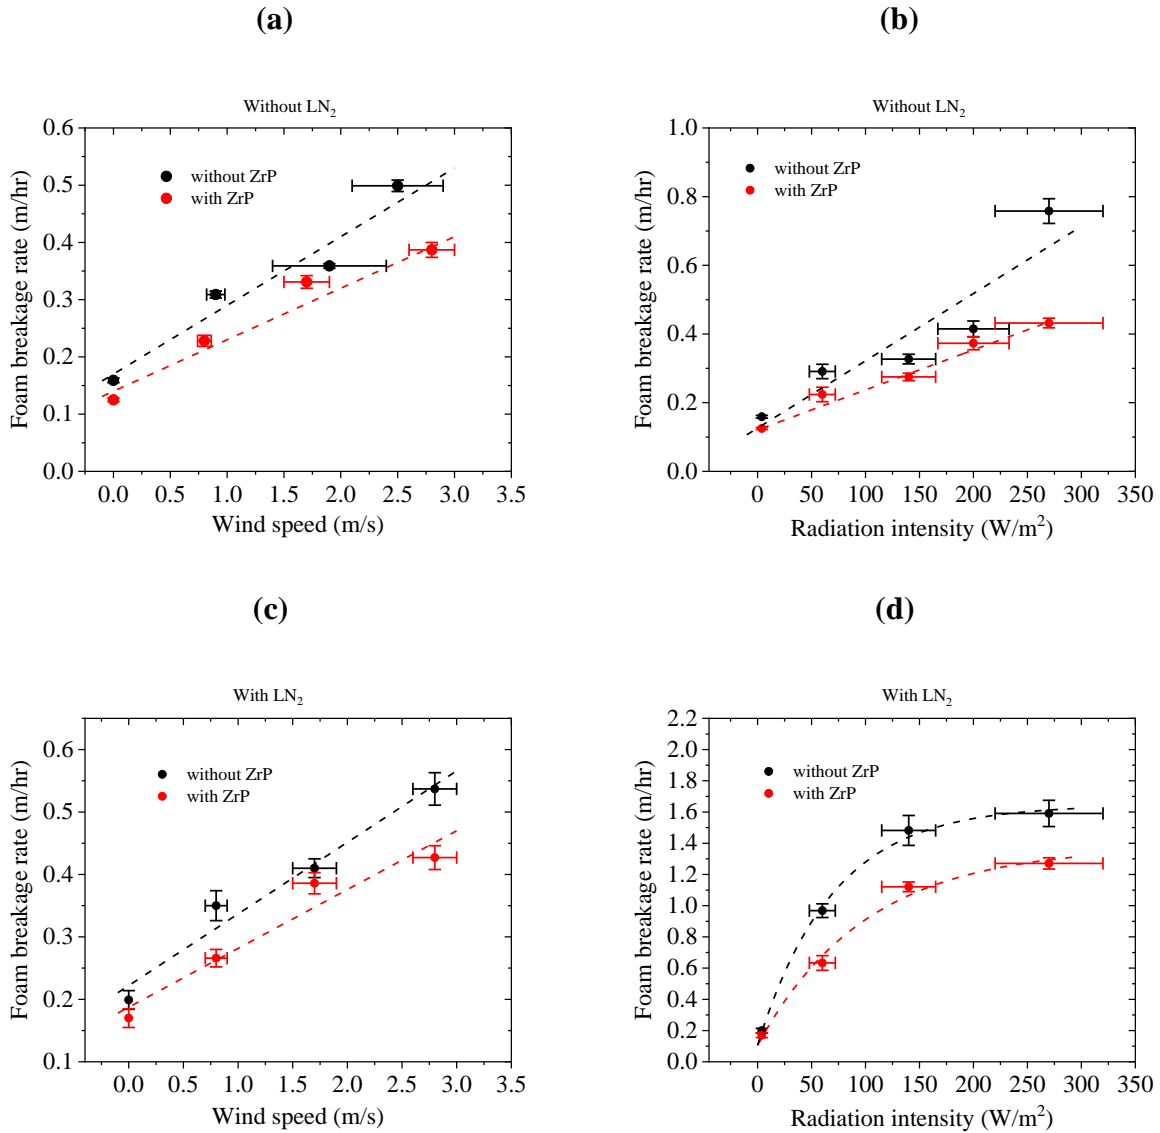 (a)
Without LN₂
without ZrP
with ZrP
Foam breakage rate (m/hr)
0.6
0.5
0.4
0.3
0.2
0.1
0.0
0.0 0.5 1.0 1.5 2.0 2.5 3.0 3.5
Wind speed (m/s)
(b)
Without LN₂
without ZrP
with ZrP
Foam breakage rate (m/hr)
1.0
0.8
0.6
0.4
0.2
0.0
0 50 100 150 200 250 300 350
Radiation intensity (W/m²)
(c)
With LN₂
without ZrP
with ZrP
Foam breakage rate (m/hr)
0.6
0.5
0.4
0.3
0.2
0.1
0.0 0.5 1.0 1.5 2.0 2.5 3.0 3.5
Wind speed (m/s)
(d)
With LN₂
without ZrP
with ZrP
Foam breakage rate (m/hr)
2.2
2.0
1.8
1.6
1.4
1.2
1.0
0.8
0.6
0.4
0.2
0.0
0 50 100 150 200 250 300 350
Radiation intensity (W/m²)